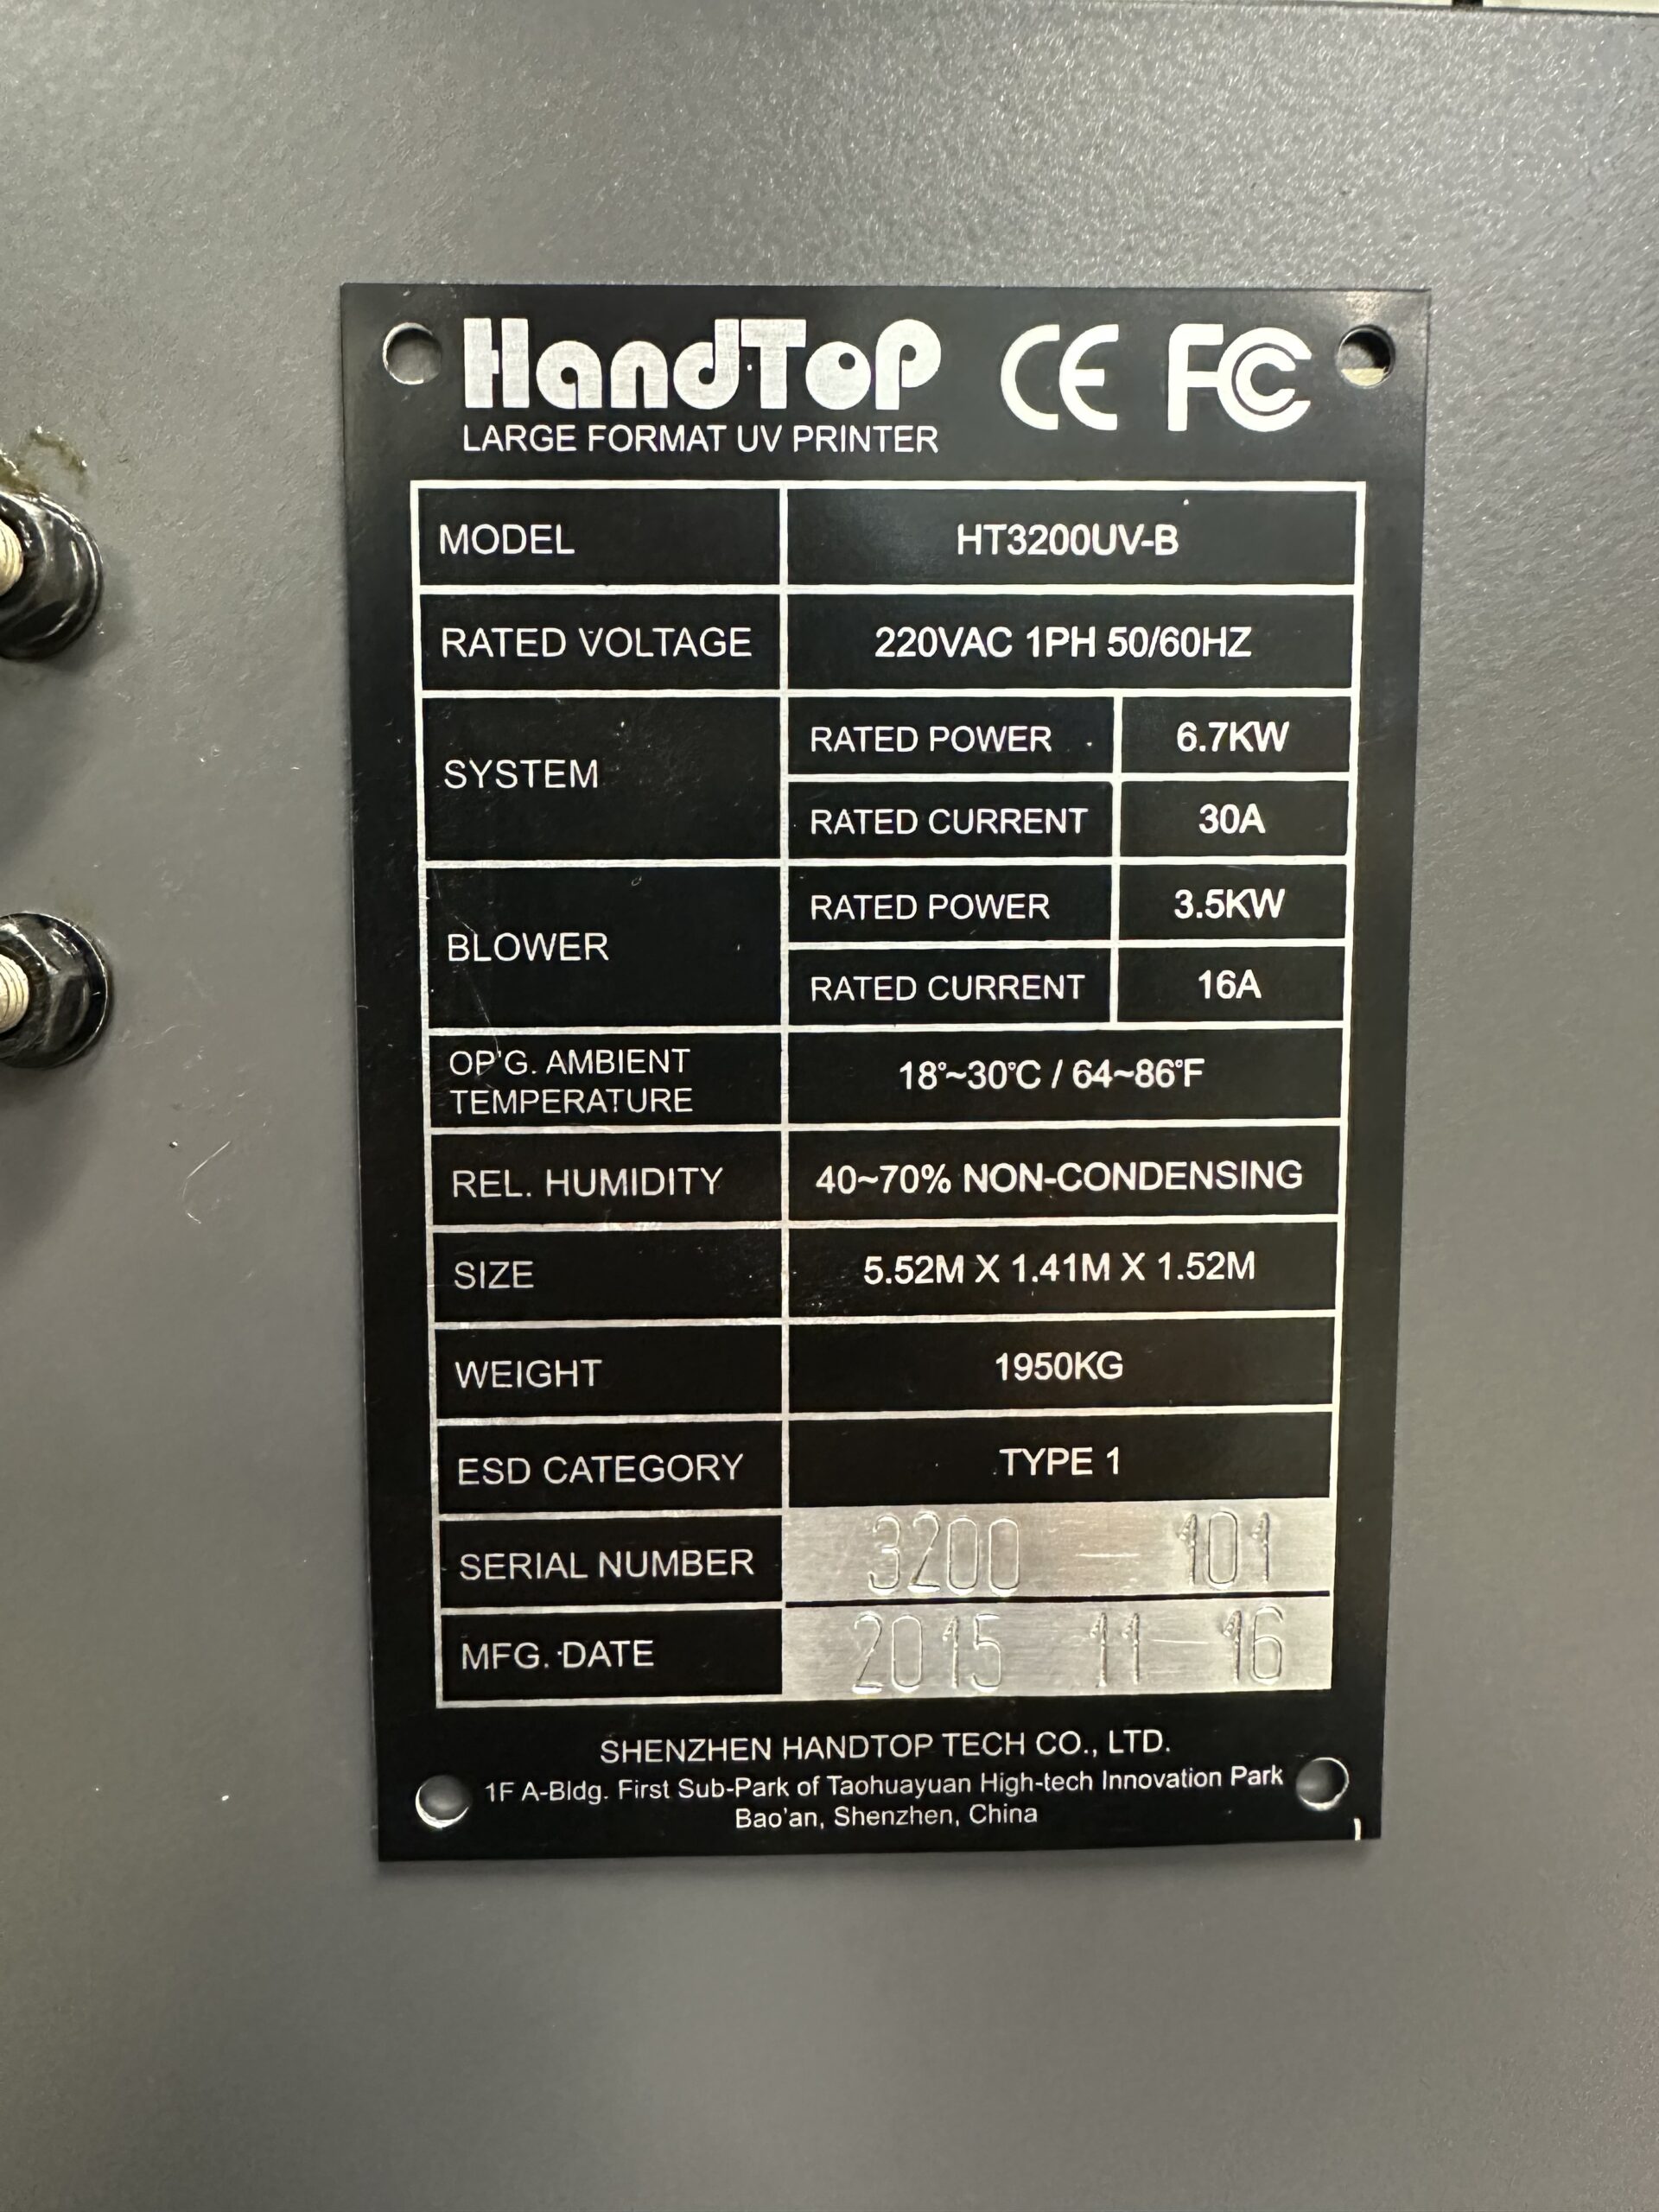 HandToP CE FC
LARGE FORMAT UV PRINTER
MODEL HT3200UV-B
RATED VOLTAGE 220VAC 1PH 50/60HZ
SYSTEM
RATED POWER 6.7KW
RATED CURRENT 30A
BLOWER
RATED POWER 3.5KW
RATED CURRENT 16A
OP'G. AMBIENT
TEMPERATURE
18°~30°C / 64~86°F
REL. HUMIDITY 40~70% NON-CONDENSING
SIZE 5.52M X 1.41M X 1.52M
WEIGHT 1950KG
ESD CATEGORY TYPE 1
SERIAL NUMBER 3200 — 101
MFG. DATE 2015 11—16
SHENZHEN HANDTOP TECH CO., LTD.
1F A-Bldg. First Sub-Park of Taohuayuan High-tech Innovation Park
Bao'an, Shenzhen, China